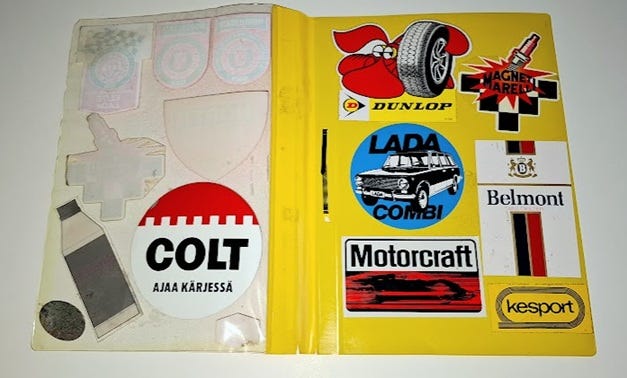 COLT
AJAA KÄRJESSÄ
D DUNLOP
MAGNETI
MARELLI
LADA
COMBI
B
Belmont
Motorcraft
kesport